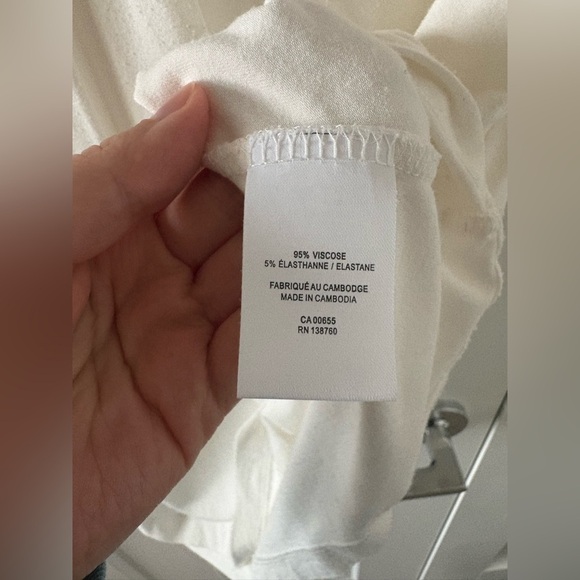 95% VISCOSE
5% ÉLASTHANNE / ELASTANE
FABRIQUÉ AU CAMBODGE
MADE IN CAMBODIA
CA 00655
RN 138760